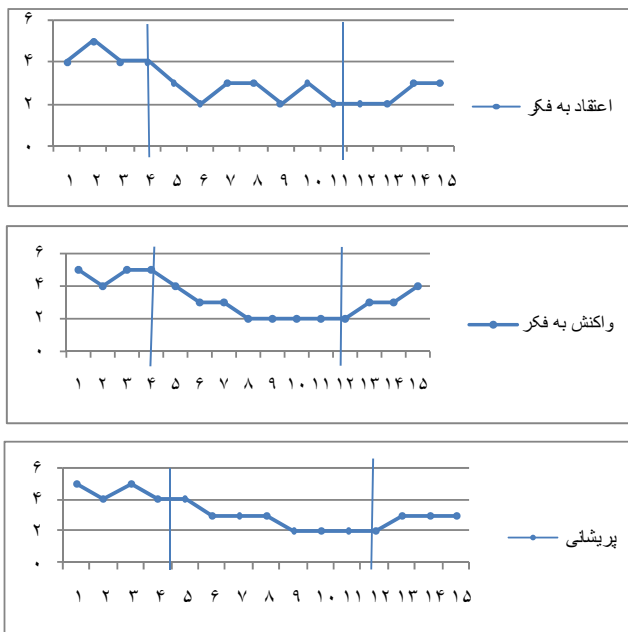 ۶
۴
۲
۰
۱ ۲ ۳ ۴ ۵ ۶ ۷ ۸ ۹ ۱۰ ۱۱ ۱۲ ۱۳ ۱۴ ۱۵
اعتقاد به فکر
۶
۴
۲
۰
۱ ۲ ۳ ۴ ۵ ۶ ۷ ۸ ۹ ۱۰ ۱۱ ۱۲ ۱۳ ۱۴ ۱۵
واکنش به فکر
۶
۴
۲
۰
۱ ۲ ۳ ۴ ۵ ۶ ۷ ۸ ۹ ۱۰ ۱۱ ۱۲ ۱۳ ۱۴ ۱۵
پریشانی